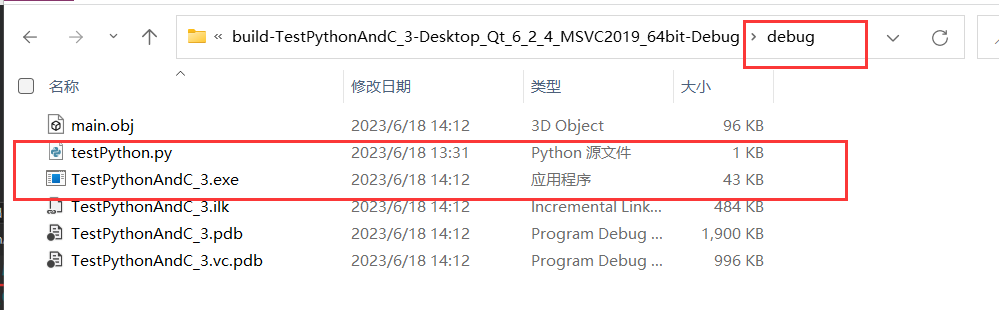 « build-TestPythonAndC_3-Desktop_Qt_6_2_4_MSVC2019_64bit-Debug › debug
名称 修改日期 类型 大小
main.obj 2023/6/18 14:12 3D Object 96 KB
testPython.py 2023/6/18 13:31 Python 源文件 1 KB
TestPythonAndC_3.exe 2023/6/18 14:12 应用程序 43 KB
TestPythonAndC_3.ilk 2023/6/18 14:12 Incremental Link... 484 KB
TestPythonAndC_3.pdb 2023/6/18 14:12 Program Debug ... 1,900 KB
TestPythonAndC_3.vc.pdb 2023/6/18 14:12 Program Debug ... 996 KB